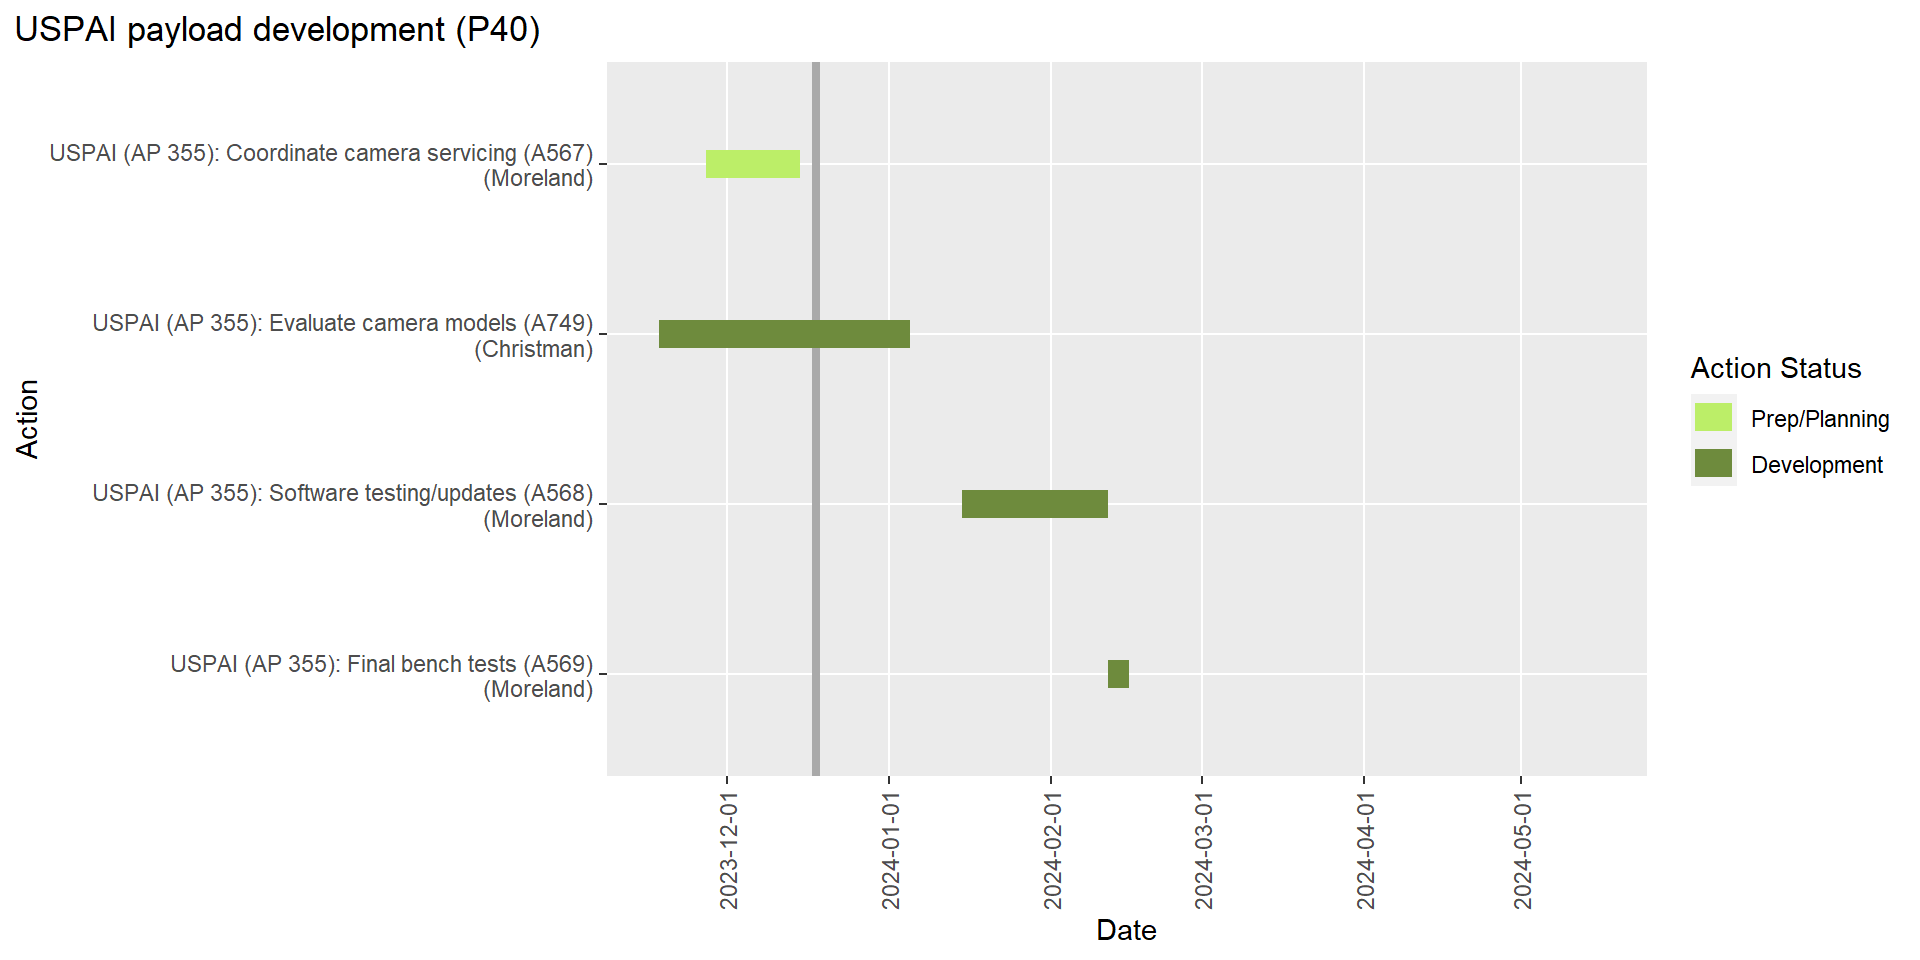 USPAI payload development (P40)
USPAI (AP 355): Coordinate camera servicing (A567)
(Moreland)
USPAI (AP 355): Evaluate camera models (A749)
(Christman)
USPAI (AP 355): Software testing/updates (A568)
(Moreland)
USPAI (AP 355): Final bench tests (A569)
(Moreland)
Action
2023-12-01
2024-01-01
2024-02-01
2024-03-01
2024-04-01
2024-05-01
Date
Action Status
Prep/Planning
Development